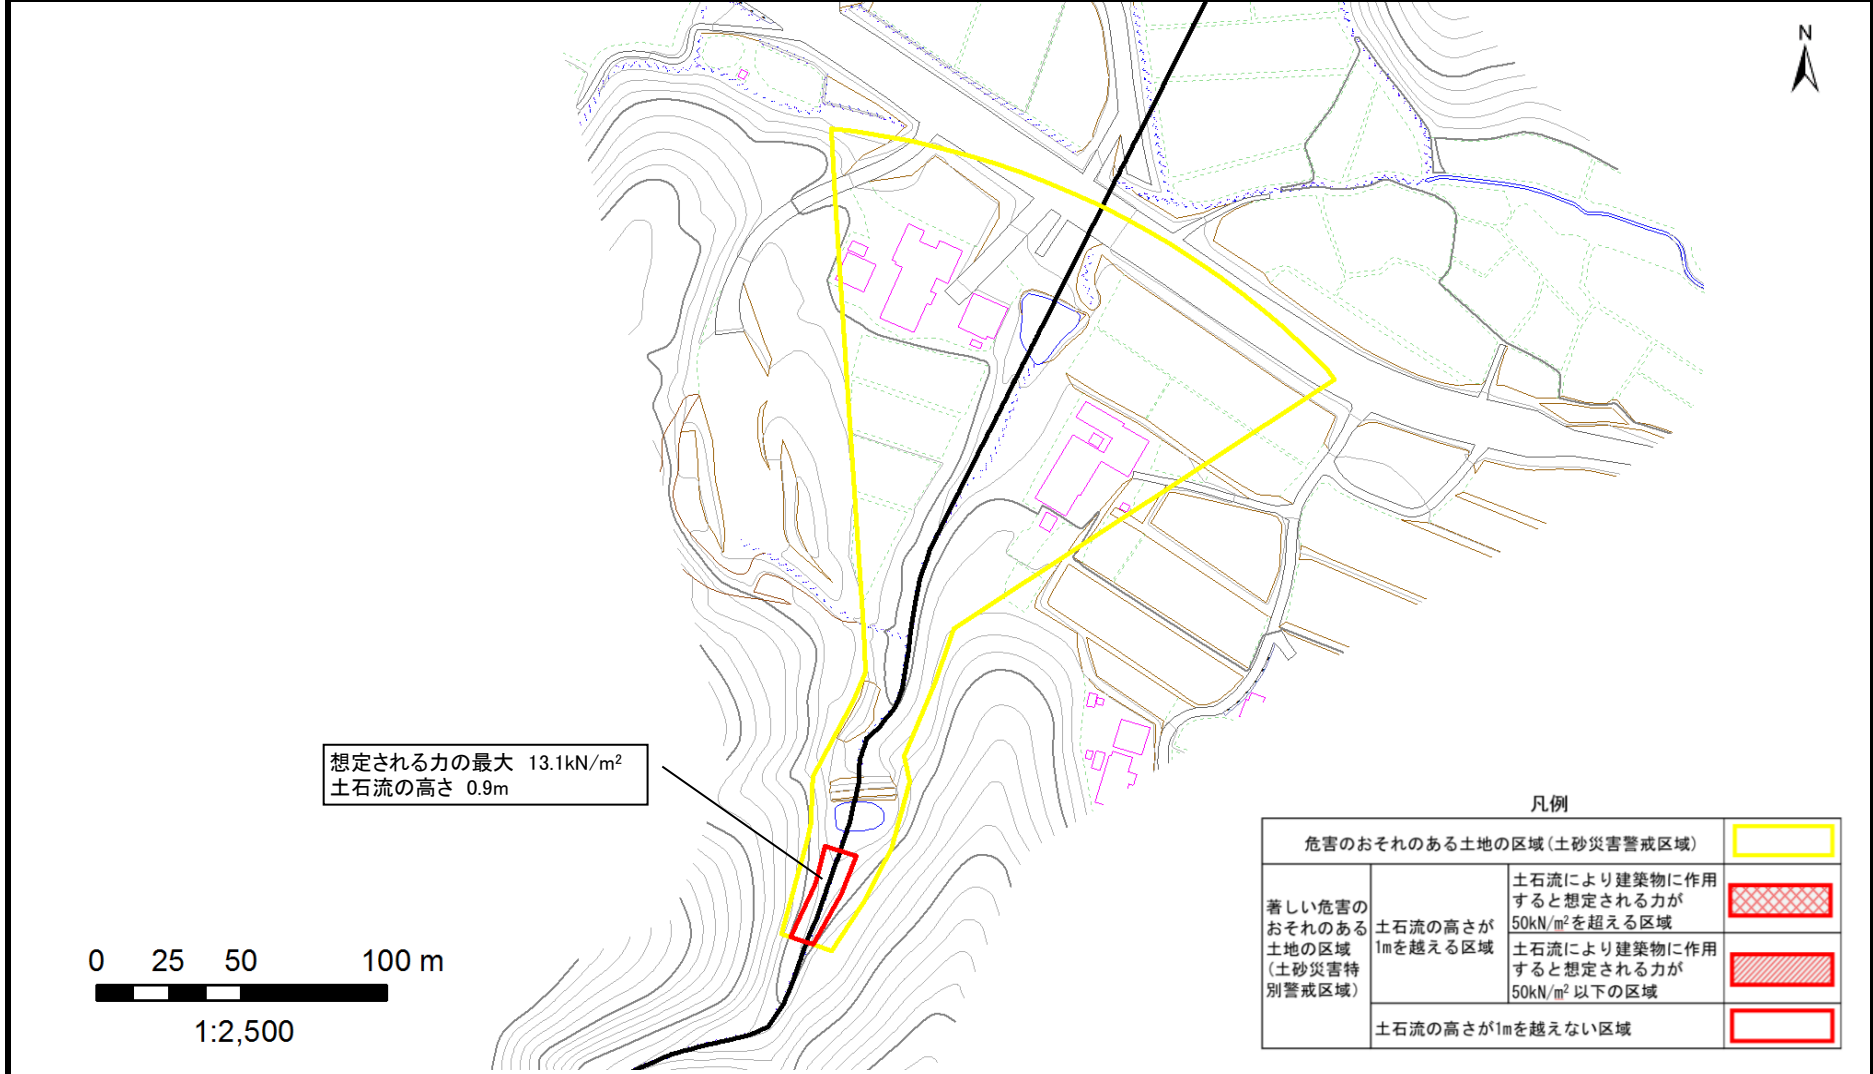 N
想定される力の最大 13.1kN/m²
土石流の高さ 0.9m
0 25 50 100 m
1:2,500
凡例
危害のおそれのある土地の区域(土砂災害警戒区域)
著しい危害の
おそれのある
土地の区域
(土砂災害特
別警戒区域)
土石流の高さが
1mを越える区域
土石流により建築物に作用
すると想定される力が
50kN/m²を超える区域
土石流により建築物に作用
すると想定される力が
50kN/m² 以下の区域
土石流の高さが1mを越えない区域